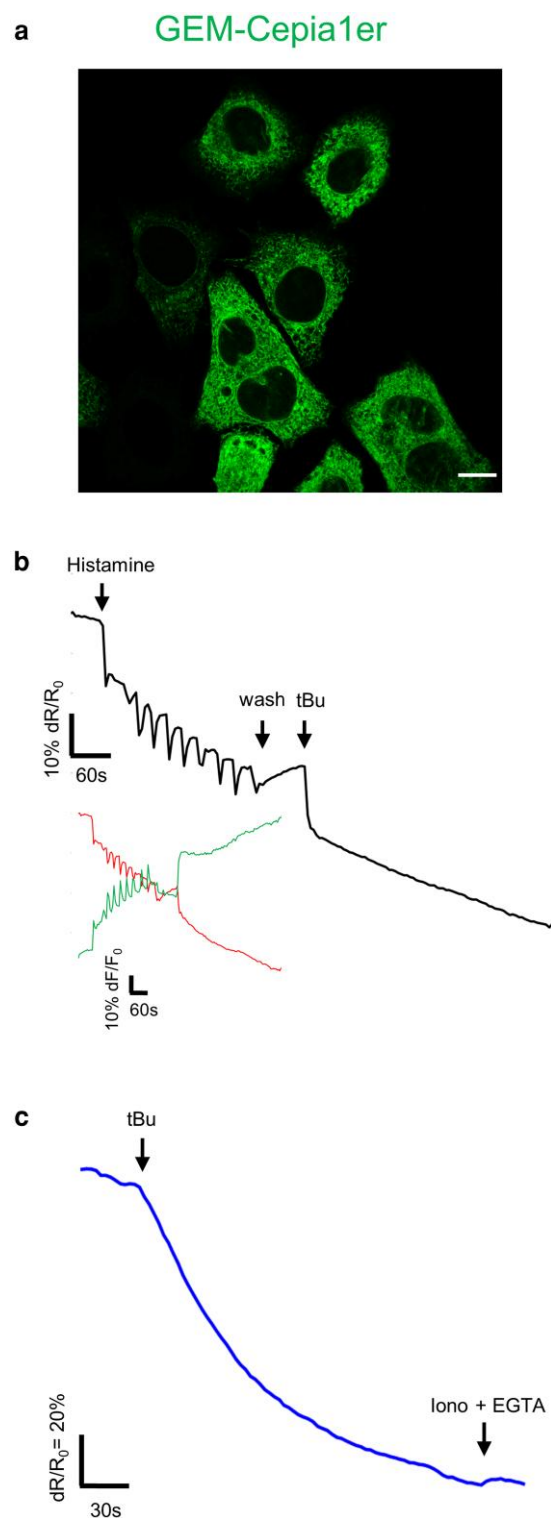 a
GEM-Cepia1er
b
Histamine
wash
tBu
10% dR/R0
60s
10% dF/F0
60s
c
tBu
Iono + EGTA
dR/R0= 20%
30s